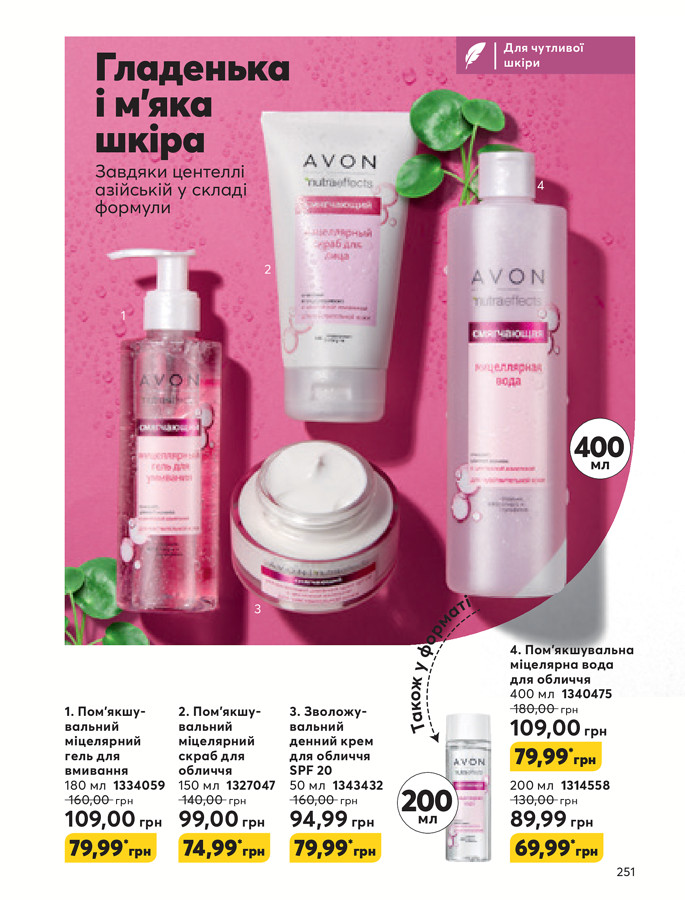 Гладенька
і м'яка
шкіра
Завдяки центеллі
азійській у складі
формули
Для чутливої
шкіри
1
AVON
nutraeffects
смягчающий
мицеллярный
гель для
умывания
2
AVON
nutraeffects
смягчающий
мицеллярный
скраб для
лица
3
AVON nutraeffects
смягчающий
4
AVON
nutraeffects
смягчающая
мицеллярная
вода
400
мл
Також у форматі
200
мл
AVON
nutraeffects
1. Пом'якшу-
вальний
міцелярний
гель для
вмивання
180 мл 1334059
160,00 грн
109,00 грн
79,99* грн
2. Пом'якшу-
вальний
міцелярний
скраб для
обличчя
150 мл 1327047
140,00 грн
99,00 грн
74,99* грн
3. Зволожу-
вальний
денний крем
для обличчя
SPF 20
50 мл 1343432
160,00 грн
94,99 грн
79,99* грн
4. Пом'якшувальна
міцелярна вода
для обличчя
400 мл 1340475
180,00 грн
109,00 грн
79,99* грн
200 мл 1314558
130,00 грн
89,99 грн
69,99* грн
251